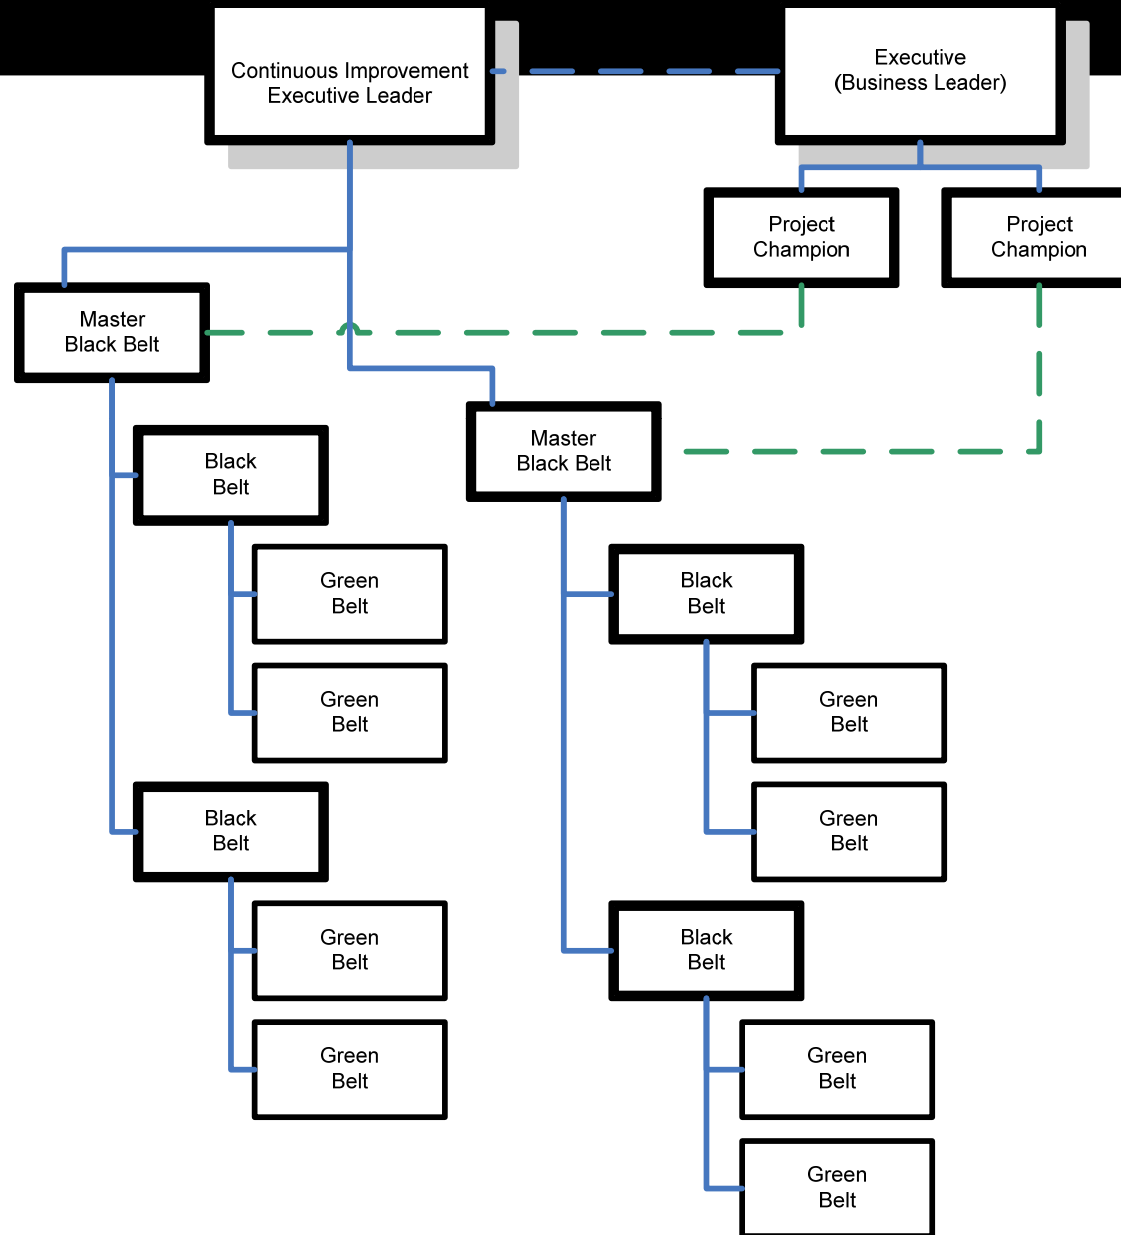 Continuous Improvement
Executive Leader
Executive
(Business Leader)
Project
Champion
Project
Champion
Master
Black Belt
Master
Black Belt
Black
Belt
Green
Belt
Green
Belt
Black
Belt
Green
Belt
Green
Belt
Black
Belt
Green
Belt
Green
Belt
Black
Belt
Green
Belt
Green
Belt